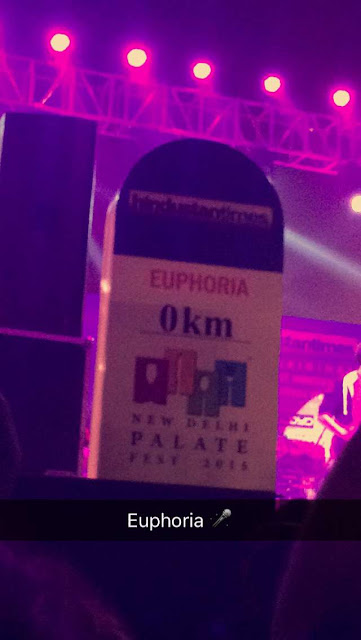 hindustantimes
EUPHORIA
0km
NEW DELHI
PALATE
FEST 2015
Euphoria 🎤